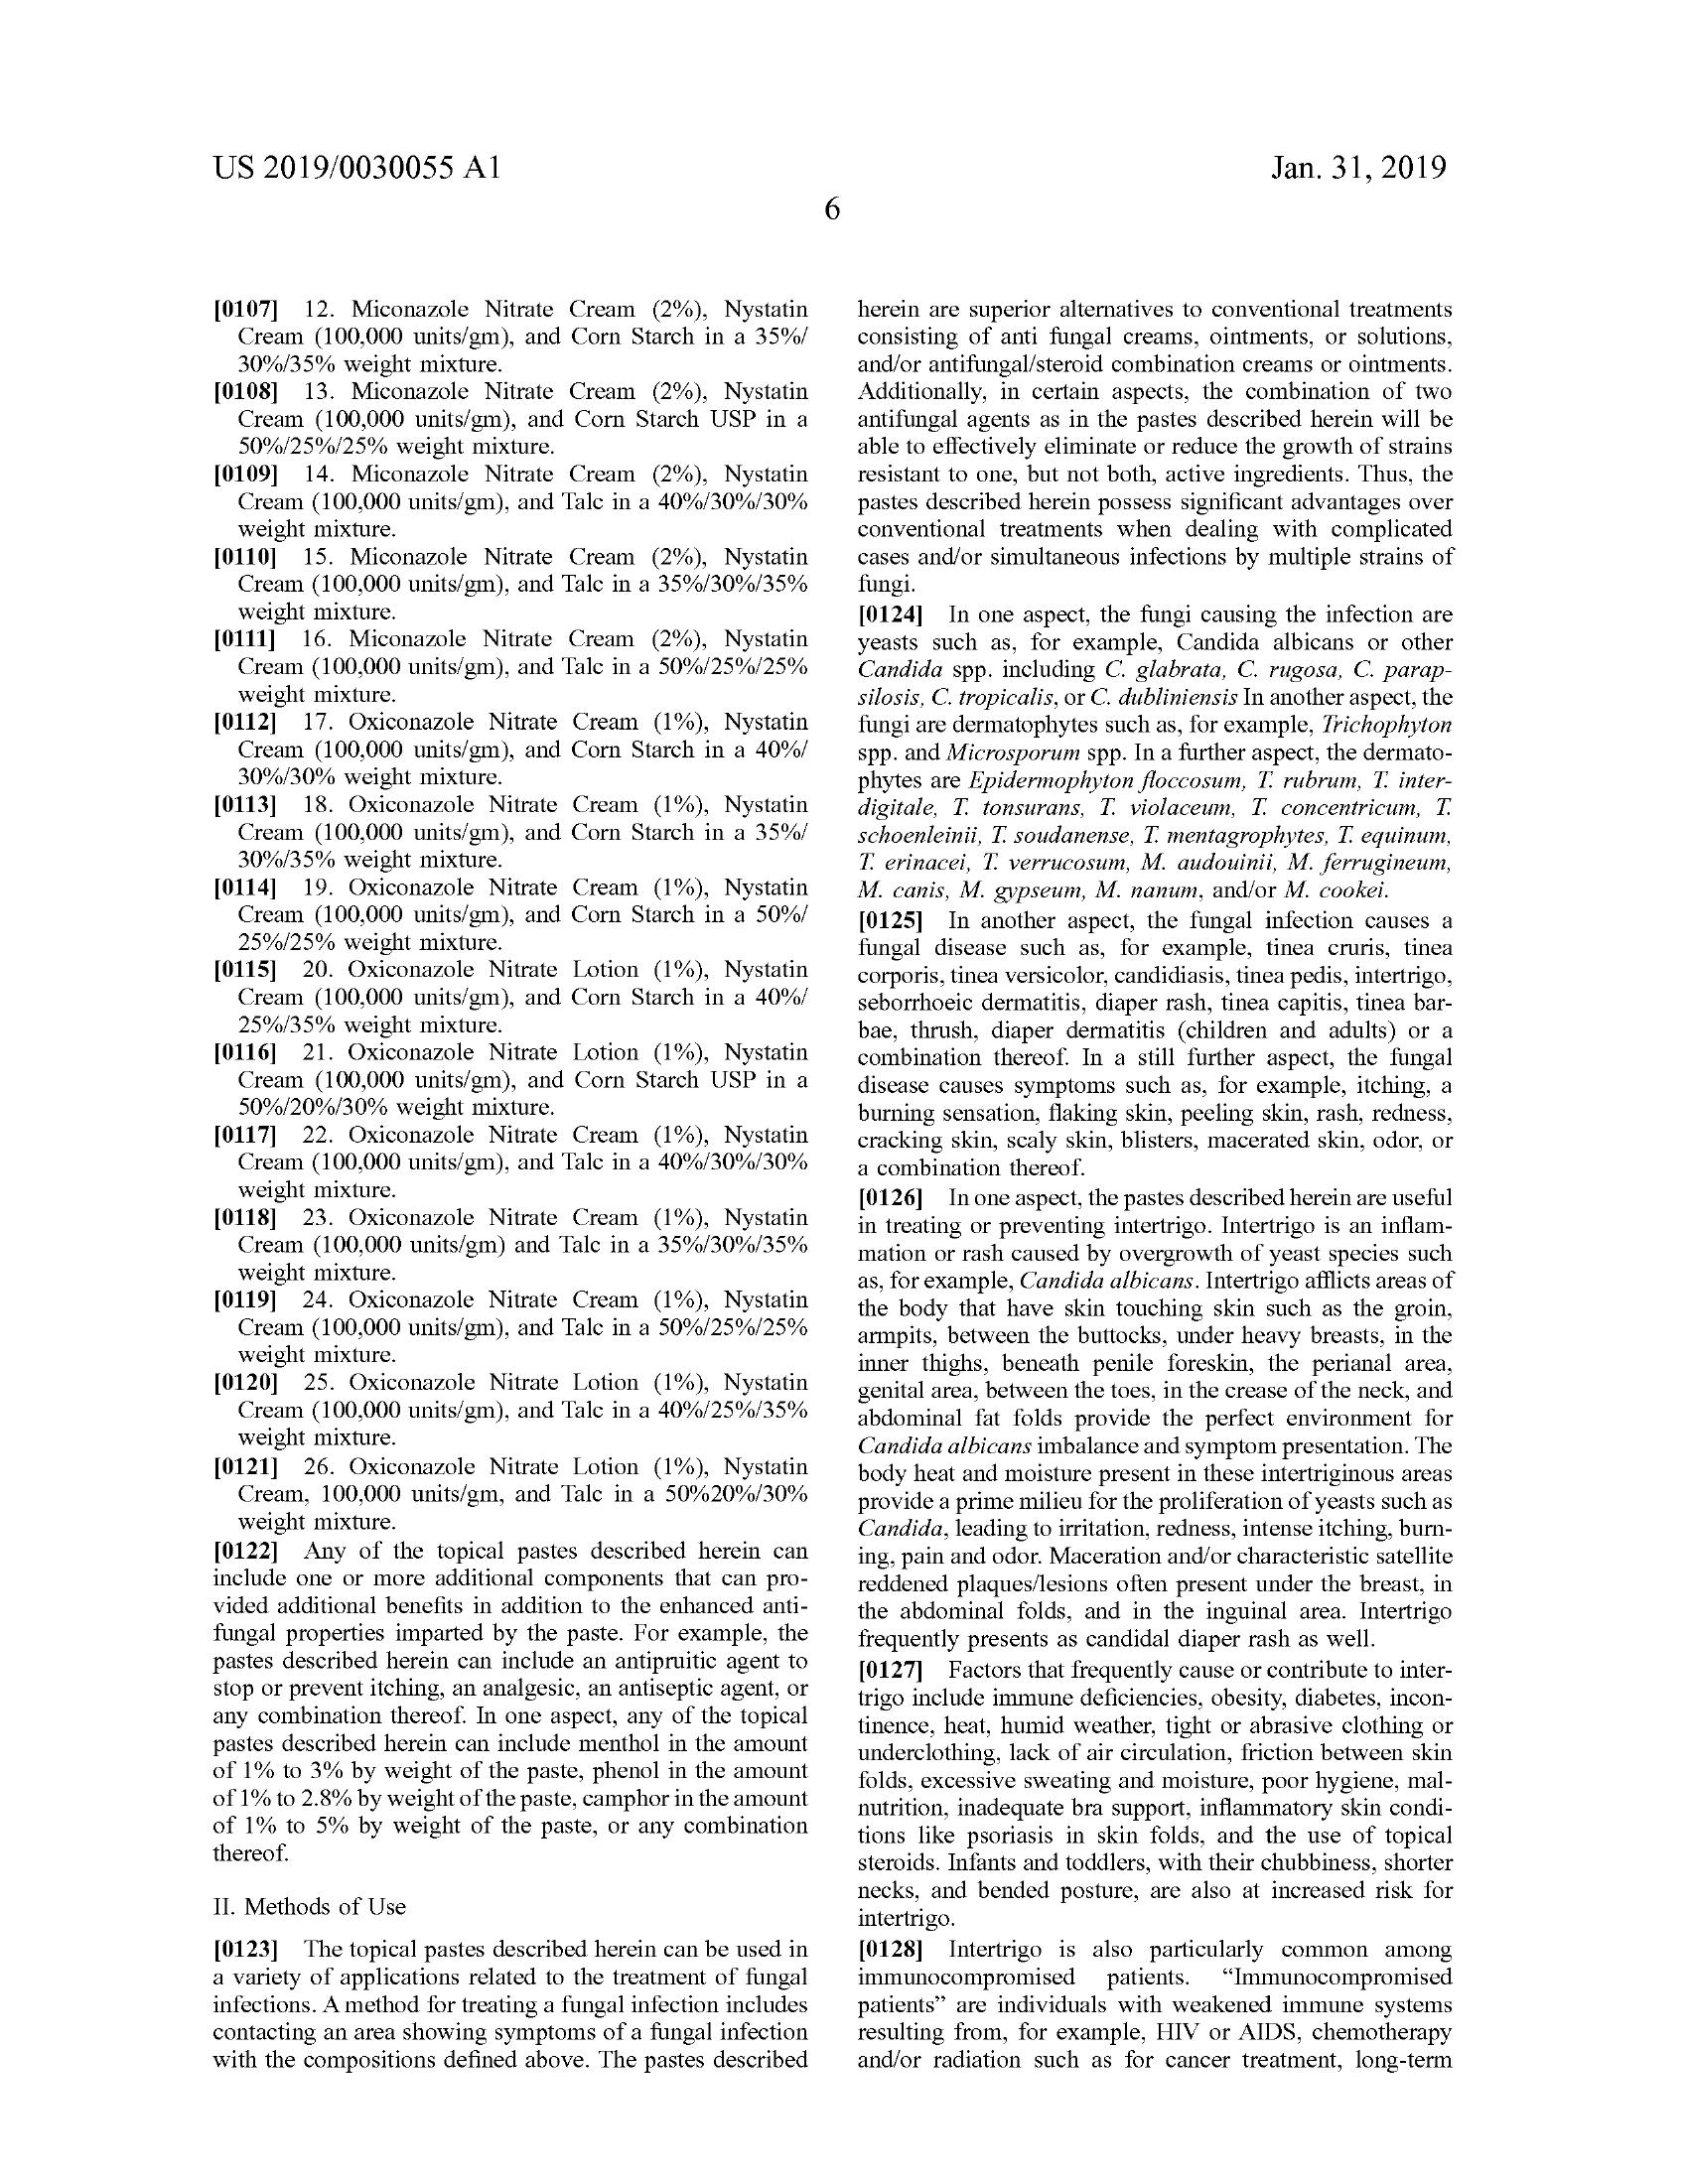 US 2019/0030055 A1
Jan. 31, 2019
6
[0107] 12. Miconazole Nitrate Cream (2%), Nystatin
Cream (100,000 units/gm), and Corn Starch in a 35%/
30%/35% weight mixture.
[0108] 13. Miconazole Nitrate Cream (2%), Nystatin
Cream (100,000 units/gm), and Corn Starch USP in a
50%/25%/25% weight mixture.
[0109] 14. Miconazole Nitrate Cream (2%), Nystatin
Cream (100,000 units/gm), and Talc in a 40%/30%/30%
weight mixture.
[0110] 15. Miconazole Nitrate Cream (2%), Nystatin
Cream (100,000 units/gm), and Talc in a 35%/30%/35%
weight mixture.
[0111] 16. Miconazole Nitrate Cream (2%), Nystatin
Cream (100,000 units/gm), and Talc in a 50%/25%/25%
weight mixture.
[0112] 17. Oxiconazole Nitrate Cream (1%), Nystatin
Cream (100,000 units/gm), and Corn Starch in a 40%/
30%/30% weight mixture.
[0113] 18. Oxiconazole Nitrate Cream (1%), Nystatin
Cream (100,000 units/gm), and Corn Starch in a 35%/
30%/35% weight mixture.
[0114] 19. Oxiconazole Nitrate Cream (1%), Nystatin
Cream (100,000 units/gm), and Corn Starch in a 50%/
25%/25% weight mixture.
[0115] 20. Oxiconazole Nitrate Lotion (1%), Nystatin
Cream (100,000 units/gm), and Corn Starch in a 40%/
25%/35% weight mixture.
[0116] 21. Oxiconazole Nitrate Lotion (1%), Nystatin
Cream (100,000 units/gm), and Corn Starch USP in a
50%/20%/30% weight mixture.
[0117] 22. Oxiconazole Nitrate Cream (1%), Nystatin
Cream (100,000 units/gm), and Talc in a 40%/30%/30%
weight mixture.
[0118] 23. Oxiconazole Nitrate Cream (1%), Nystatin
Cream (100,000 units/gm) and Talc in a 35%/30%/35%
weight mixture.
[0119] 24. Oxiconazole Nitrate Cream (1%), Nystatin
Cream (100,000 units/gm), and Talc in a 50%/25%/25%
weight mixture.
[0120] 25. Oxiconazole Nitrate Lotion (1%), Nystatin
Cream (100,000 units/gm), and Talc in a 40%/25%/35%
weight mixture.
[0121] 26. Oxiconazole Nitrate Lotion (1%), Nystatin
Cream, 100,000 units/gm, and Talc in a 50%20%/30%
weight mixture.
[0122] Any of the topical pastes described herein can
include one or more additional components that can pro-
vided additional benefits in addition to the enhanced anti-
fungal properties imparted by the paste. For example, the
pastes described herein can include an antipruitic agent to
stop or prevent itching, an analgesic, an antiseptic agent, or
any combination thereof. In one aspect, any of the topical
pastes described herein can include menthol in the amount
of 1% to 3% by weight of the paste, phenol in the amount
of 1% to 2.8% by weight of the paste, camphor in the amount
of 1% to 5% by weight of the paste, or any combination
thereof.
II. Methods of Use
[0123] The topical pastes described herein can be used in
a variety of applications related to the treatment of fungal
infections. A method for treating a fungal infection includes
contacting an area showing symptoms of a fungal infection
with the compositions defined above. The pastes described
herein are superior alternatives to conventional treatments
consisting of anti fungal creams, ointments, or solutions,
and/or antifungal/steroid combination creams or ointments.
Additionally, in certain aspects, the combination of two
antifungal agents as in the pastes described herein will be
able to effectively eliminate or reduce the growth of strains
resistant to one, but not both, active ingredients. Thus, the
pastes described herein possess significant advantages over
conventional treatments when dealing with complicated
cases and/or simultaneous infections by multiple strains of
fungi.
[0124] In one aspect, the fungi causing the infection are
yeasts such as, for example, Candida albicans or other
Candida spp. including C. glabrata, C. rugosa, C. parap-
silosis, C. tropicalis, or C. dubliniensis In another aspect, the
fungi are dermatophytes such as, for example, Trichophyton
spp. and Microsporum spp. In a further aspect, the dermato-
phytes are Epidermophyton floccosum, T. rubrum, T. inter-
digitale, T. tonsurans, T. violaceum, T. concentricum, T.
schoenleinii, T. soudanense, T. mentagrophytes, T. equinum,
T. erinacei, T. verrucosum, M. audouinii, M. ferrugineum,
M. canis, M. gypseum, M. nanum, and/or M. cookei.
[0125] In another aspect, the fungal infection causes a
fungal disease such as, for example, tinea cruris, tinea
corporis, tinea versicolor, candidiasis, tinea pedis, intertrigo,
seborrhoeic dermatitis, diaper rash, tinea capitis, tinea bar-
bae, thrush, diaper dermatitis (children and adults) or a
combination thereof. In a still further aspect, the fungal
disease causes symptoms such as, for example, itching, a
burning sensation, flaking skin, peeling skin, rash, redness,
cracking skin, scaly skin, blisters, macerated skin, odor, or
a combination thereof.
[0126] In one aspect, the pastes described herein are useful
in treating or preventing intertrigo. Intertrigo is an inflam-
mation or rash caused by overgrowth of yeast species such
as, for example, Candida albicans. Intertrigo afflicts areas of
the body that have skin touching skin such as the groin,
armpits, between the buttocks, under heavy breasts, in the
inner thighs, beneath penile foreskin, the perianal area,
genital area, between the toes, in the crease of the neck, and
abdominal fat folds provide the perfect environment for
Candida albicans imbalance and symptom presentation. The
body heat and moisture present in these intertriginous areas
provide a prime milieu for the proliferation of yeasts such as
Candida, leading to irritation, redness, intense itching, burn-
ing, pain and odor. Maceration and/or characteristic satellite
reddened plaques/lesions often present under the breast, in
the abdominal folds, and in the inguinal area. Intertrigo
frequently presents as candidal diaper rash as well.
[0127] Factors that frequently cause or contribute to inter-
trigo include immune deficiencies, obesity, diabetes, incon-
tinence, heat, humid weather, tight or abrasive clothing or
underclothing, lack of air circulation, friction between skin
folds, excessive sweating and moisture, poor hygiene, mal-
nutrition, inadequate bra support, inflammatory skin condi-
tions like psoriasis in skin folds, and the use of topical
steroids. Infants and toddlers, with their chubbiness, shorter
necks, and bended posture, are also at increased risk for
intertrigo.
[0128] Intertrigo is also particularly common among
immunocompromised patients. “Immunocompromised
patients” are individuals with weakened immune systems
resulting from, for example, HIV or AIDS, chemotherapy
and/or radiation such as for cancer treatment, long-term